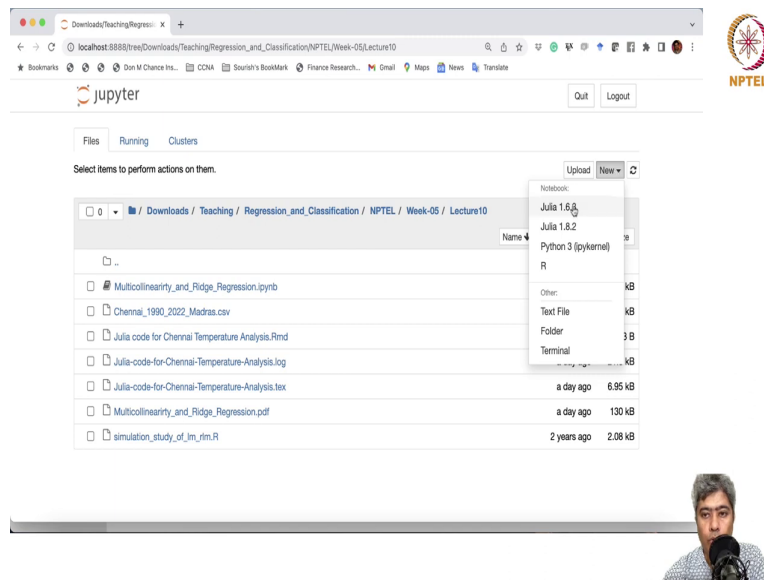 Downloads/Teaching/Regressio
localhost:8888/tree/Downloads/Teaching/Regression_and_Classification/NPTEL/Week-05/Lecture10
Bookmarks Don M Chance Ins... CCNA Sourish's BookMark Finance Research... Gmail Maps News Translate
NPTEL
jupyter Quit Logout
Files Running Clusters
Select items to perform actions on them. Upload New
Notebook:
0 / Downloads / Teaching / Regression_and_Classification / NPTEL / Week-05 / Lecture10
Julia 1.6.3
Julia 1.8.2
Name
Python 3 (ipykernel)
..
R
Multicollinearirty_and_Ridge_Regression.ipynb kB
Other:
Chennai_1990_2022_Madras.csv kB
Text File
Julia code for Chennai Temperature Analysis.Rmd B
Folder
Julia-code-for-Chennai-Temperature-Analysis.log kB
Terminal
Julia-code-for-Chennai-Temperature-Analysis.tex a day ago 6.95 kB
Multicollinearirty_and_Ridge_Regression.pdf a day ago 130 kB
simulation_study_of_lm_rlm.R 2 years ago 2.08 kB